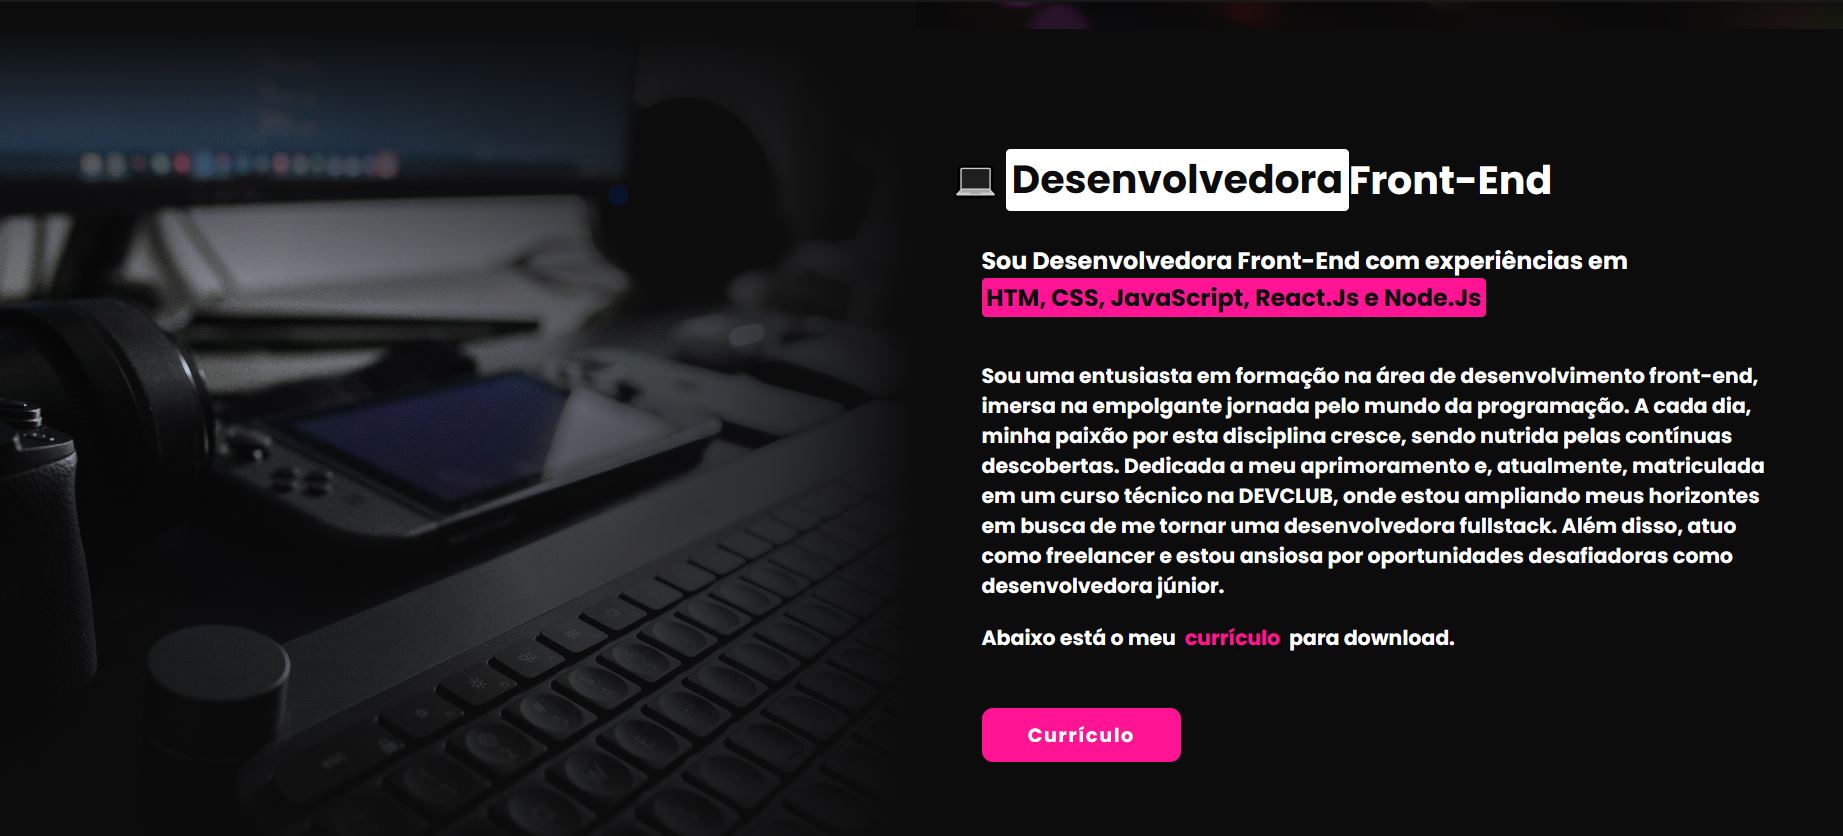 Desenvolvedora Front-End
Sou Desenvolvedora Front-End com experiências em
HTM, CSS, JavaScript, React.Js e Node.Js
Sou uma entusiasta em formação na área de desenvolvimento front-end,
imersa na empolgante jornada pelo mundo da programação. A cada dia,
minha paixão por esta disciplina cresce, sendo nutrida pelas contínuas
descobertas. Dedicada a meu aprimoramento e, atualmente, matriculada
em um curso técnico na DEVCLUB, onde estou ampliando meus horizontes
em busca de me tornar uma desenvolvedora fullstack. Além disso, atuo
como freelancer e estou ansiosa por oportunidades desafiadoras como
desenvolvedora júnior.
Abaixo está o meu currículo para download.
Currículo